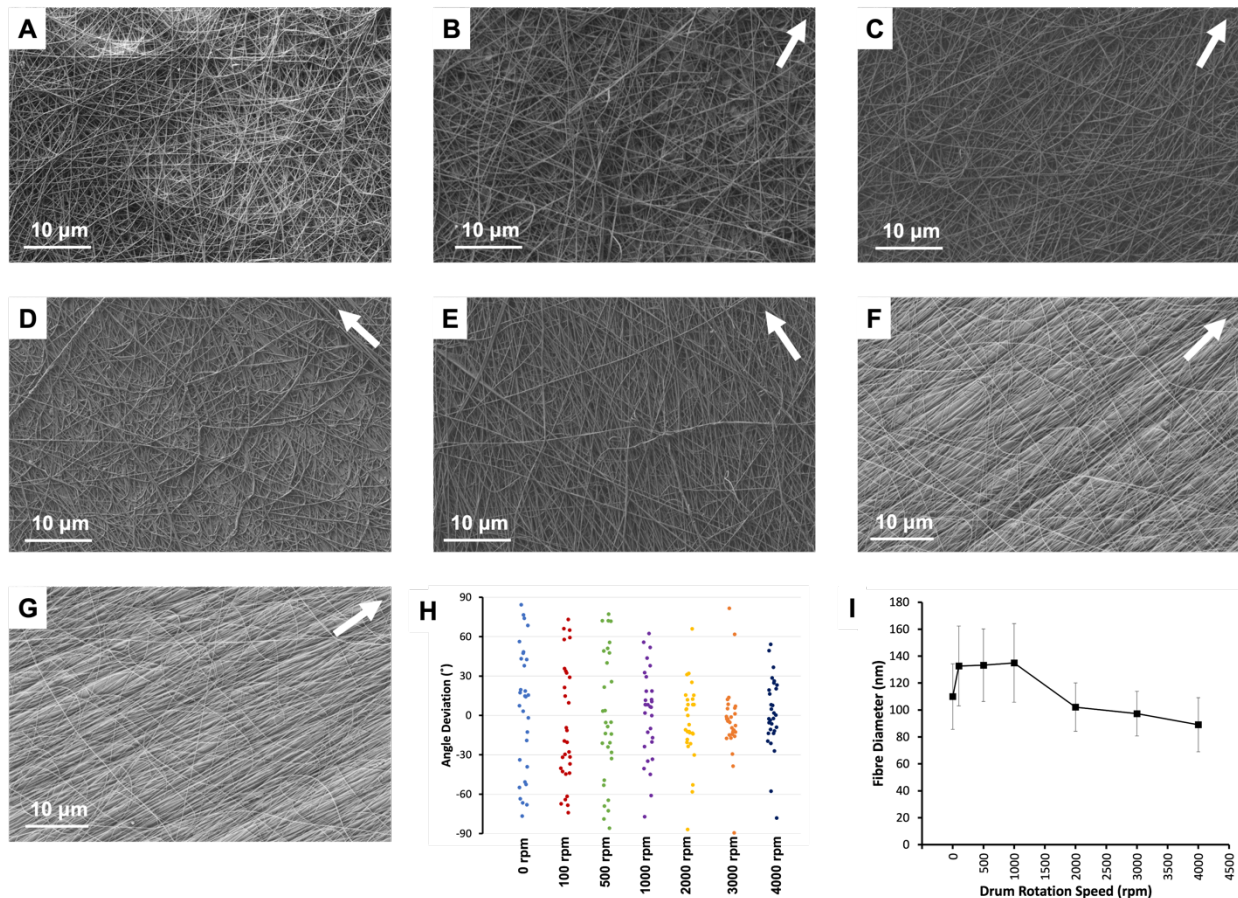 A
10 µm
B
10 µm
C
10 µm
D
10 µm
E
10 µm
F
10 µm
G
10 µm
H
Angle Deviation (°)
90
60
30
0
-30
-60
-90
0 rpm
100 rpm
500 rpm
1000 rpm
2000 rpm
3000 rpm
4000 rpm
I
Fibre Diameter (nm)
180
160
140
120
100
80
60
40
20
0
0
500
1000
1500
2000
2500
3000
3500
4000
4500
Drum Rotation Speed (rpm)